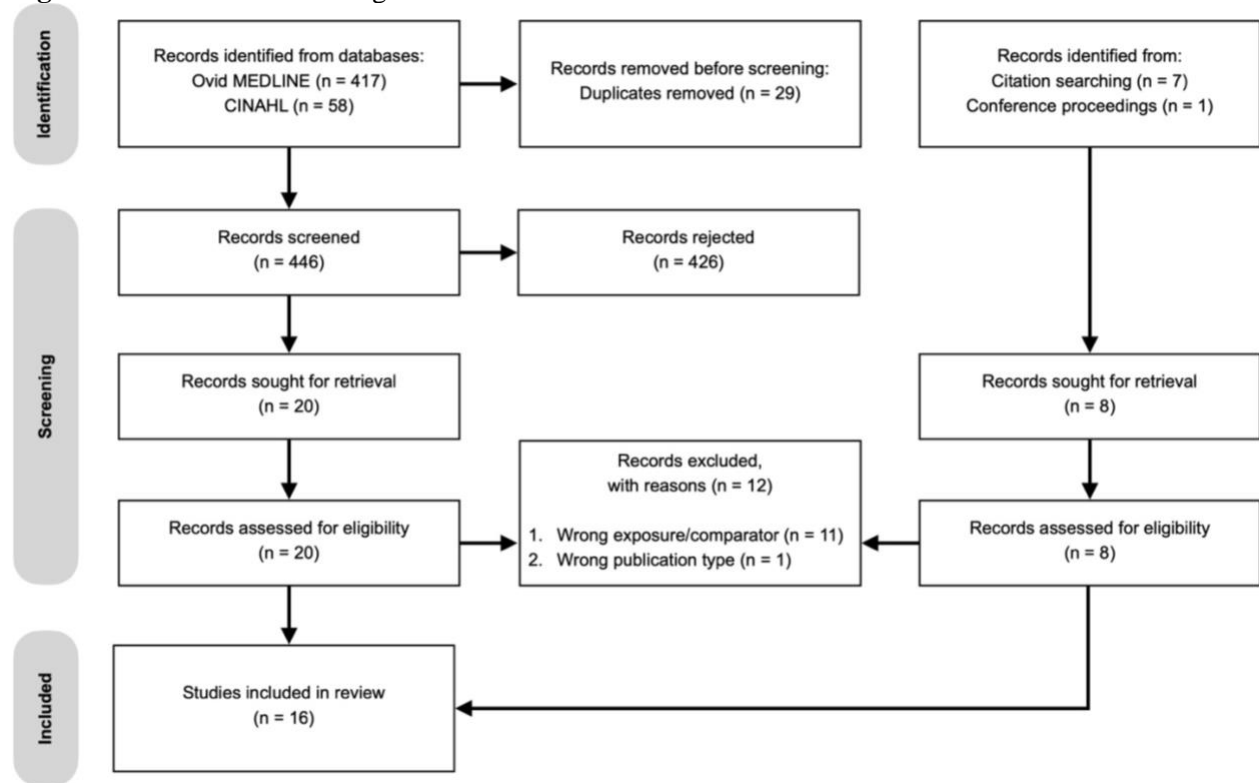 Identification
Records identified from databases:
Ovid MEDLINE (n = 417)
CINAHL (n = 58)
Records removed before screening:
Duplicates removed (n = 29)
Records identified from:
Citation searching (n = 7)
Conference proceedings (n = 1)
Screening
Records screened
(n = 446)
Records rejected
(n = 426)
Records sought for retrieval
(n = 20)
Records sought for retrieval
(n = 8)
Records assessed for eligibility
(n = 20)
Records excluded,
with reasons (n = 12)
1. Wrong exposure/comparator (n = 11)
2. Wrong publication type (n = 1)
Records assessed for eligibility
(n = 8)
Included
Studies included in review
(n = 16)